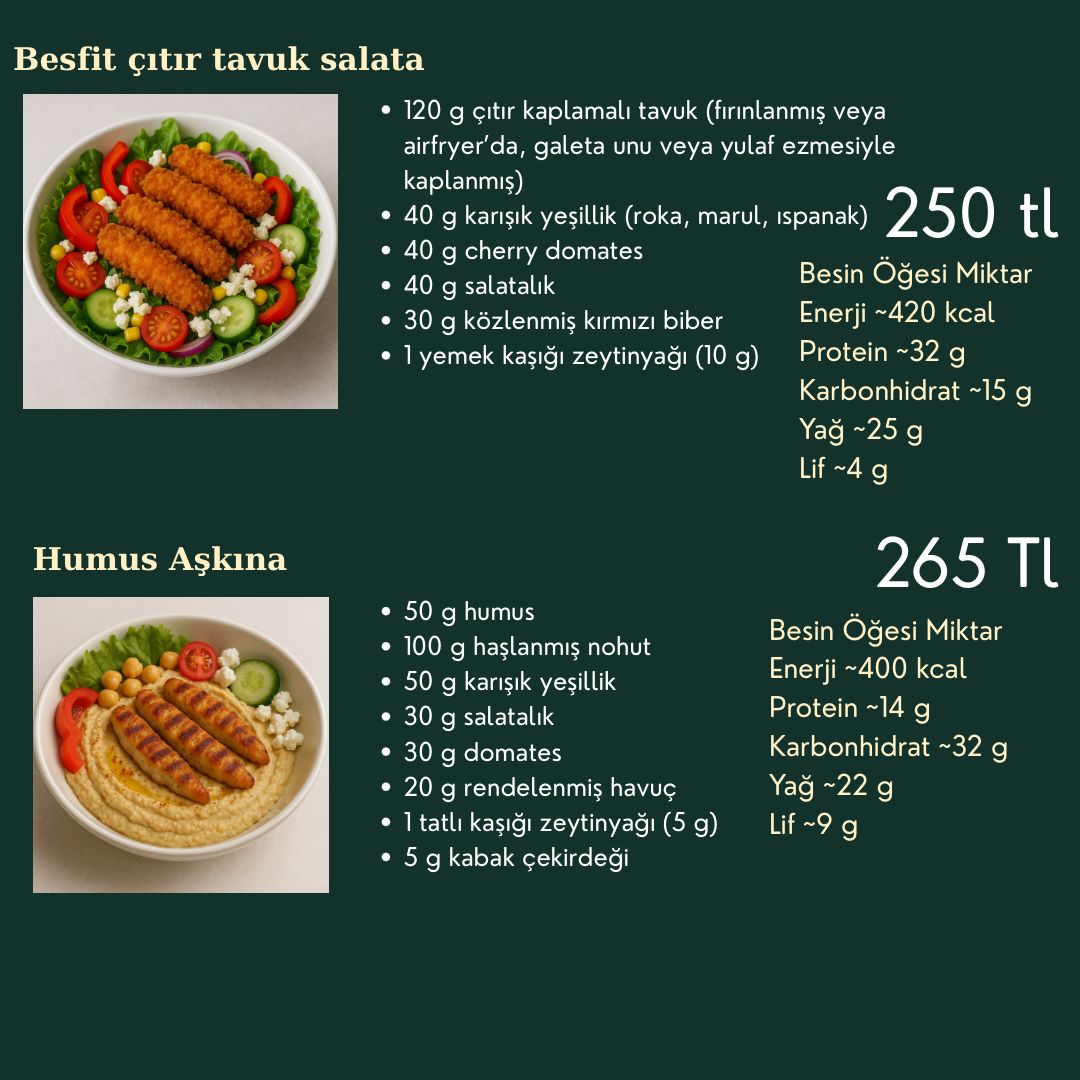 Besfit çıtır tavuk salata
• 120 g çıtır kaplamalı tavuk (fırınlanmış veya
airfryer’da, galeta unu veya yulaf ezmesiyle
kaplanmış)
• 40 g karışık yeşillik (roka, marul, ıspanak)
• 40 g cherry domates
• 40 g salatalık
• 30 g közlenmiş kırmızı biber
• 1 yemek kaşığı zeytinyağı (10 g)
250 tl
Besin Öğesi Miktar
Enerji ~420 kcal
Protein ~32 g
Karbonhidrat ~15 g
Yağ ~25 g
Lif ~4 g
Humus Aşkına
• 50 g humus
• 100 g haşlanmış nohut
• 50 g karışık yeşillik
• 30 g salatalık
• 30 g domates
• 20 g rendelenmiş havuç
• 1 tatlı kaşığı zeytinyağı (5 g)
• 5 g kabak çekirdeği
265 Tl
Besin Öğesi Miktar
Enerji ~400 kcal
Protein ~14 g
Karbonhidrat ~32 g
Yağ ~22 g
Lif ~9 g